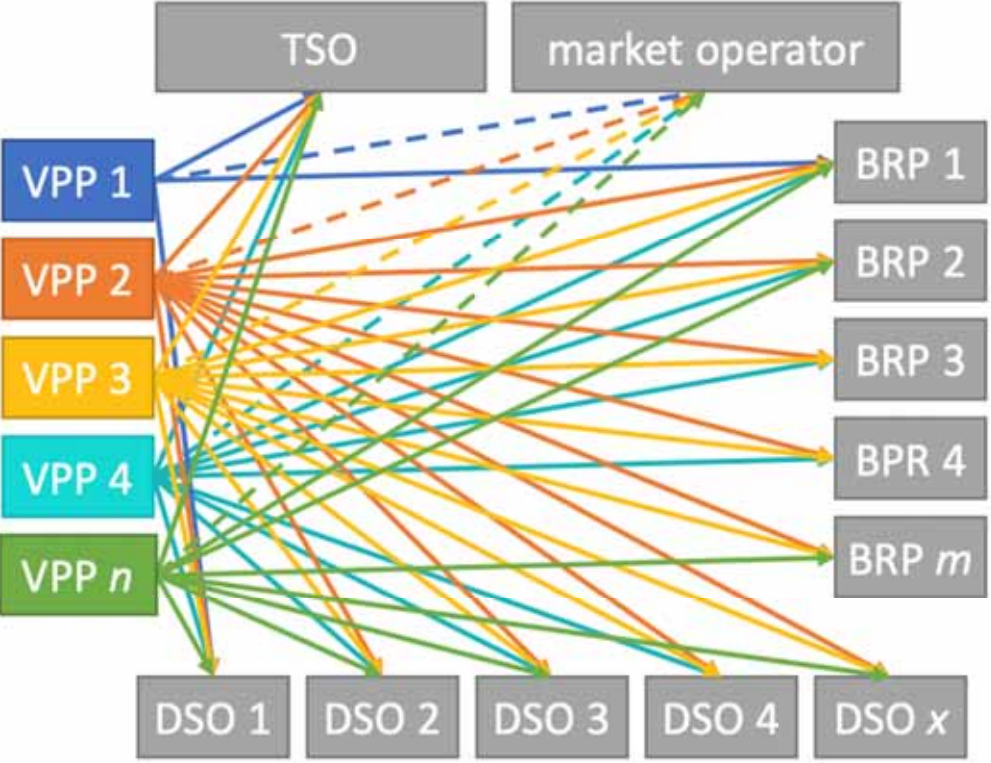 TSO
market operator
VPP 1
BRP 1
VPP 2
BRP 2
VPP 3
BRP 3
VPP 4
BPR 4
VPP n
BRP m
DSO 1
DSO 2
DSO 3
DSO 4
DSO x